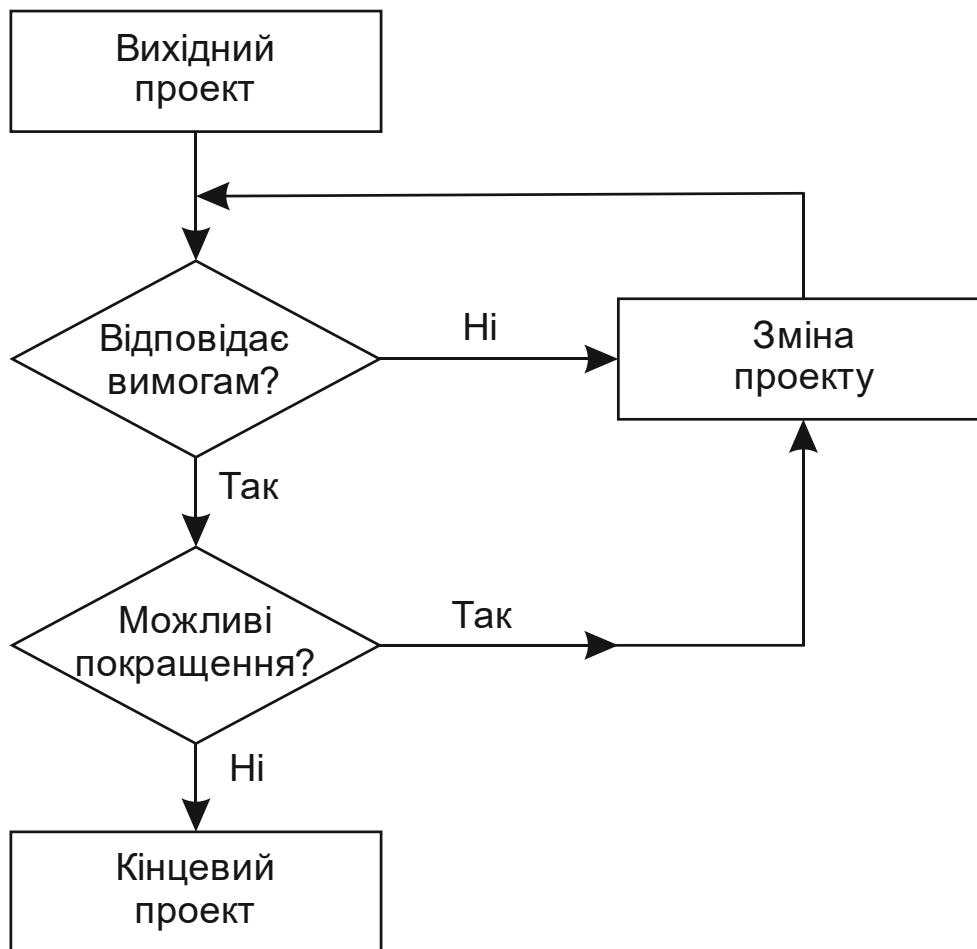 Вихідний
проект
Відповідає
вимогам?
Ні
Зміна
проекту
Так
Можливі
покращення?
Так
Ні
Кінцевий
проект